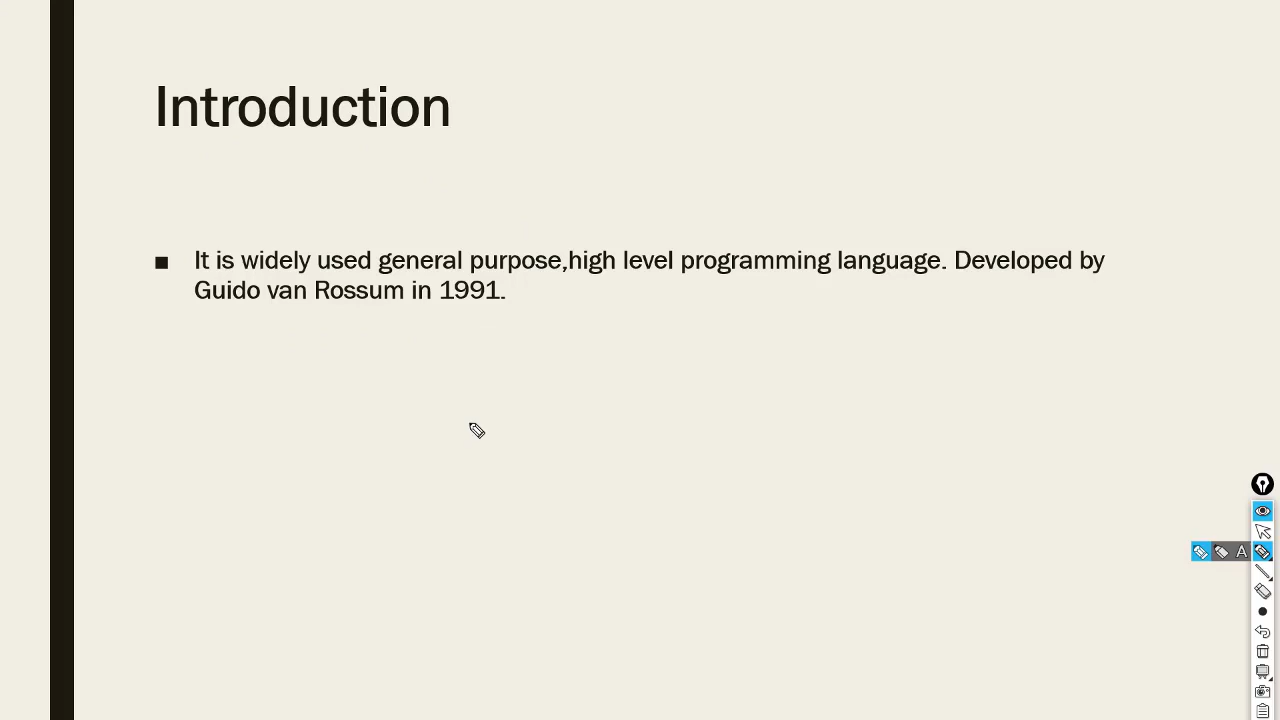 Introduction
■ It is widely used general purpose,high level programming language. Developed by
Guido van Rossum in 1991.
A